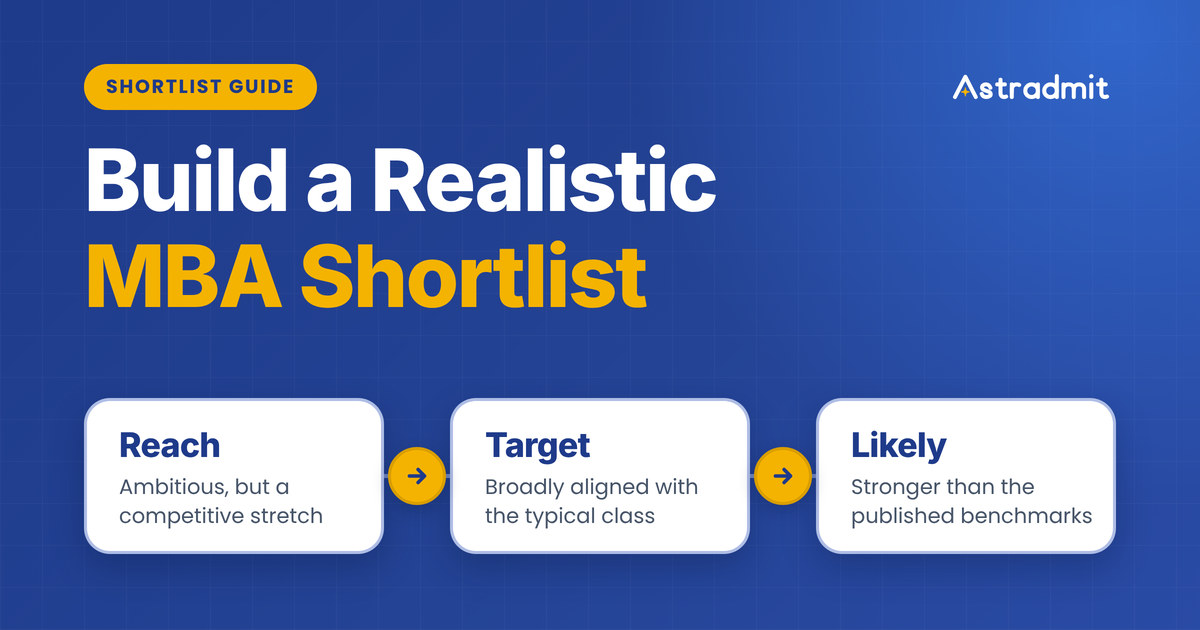 SHORTLIST GUIDE
Astradmit
Build a Realistic
MBA Shortlist
Reach
Ambitious, but a
competitive stretch
Target
Broadly aligned with
the typical class
Likely
Stronger than the
published benchmarks